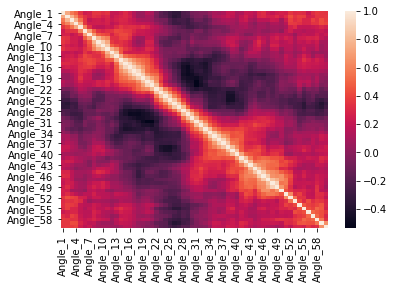 Angle_1
Angle_4
Angle_7
Angle_10
Angle_13
Angle_16
Angle_19
Angle_22
Angle_25
Angle_28
Angle_31
Angle_34
Angle_37
Angle_40
Angle_43
Angle_46
Angle_49
Angle_52
Angle_55
Angle_58
Angle_1
Angle_4
Angle_7
Angle_10
Angle_13
Angle_16
Angle_19
Angle_22
Angle_25
Angle_28
Angle_31
Angle_34
Angle_37
Angle_40
Angle_43
Angle_46
Angle_49
Angle_52
Angle_55
Angle_58
1.0
0.8
0.6
0.4
0.2
0.0
−0.2
−0.4